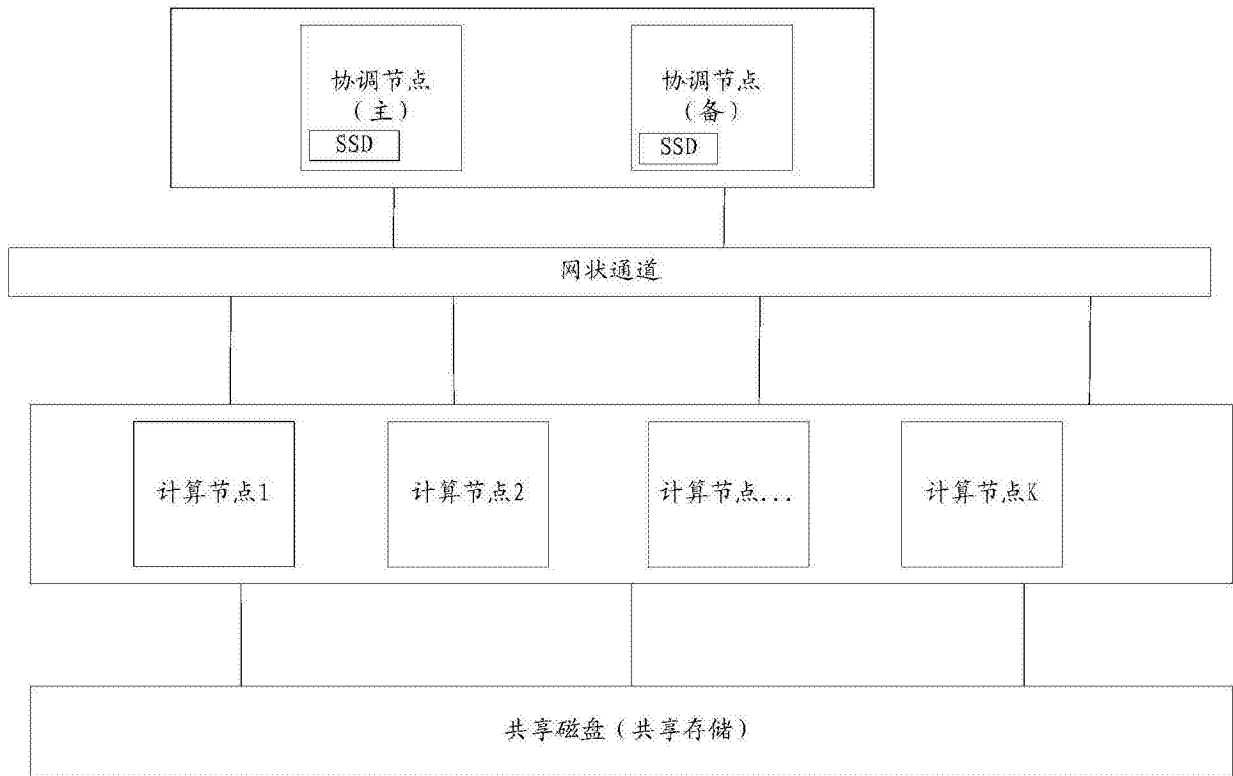 协调节点
（主）
SSD
协调节点
（备）
SSD
网状通道
计算节点1
计算节点2
计算节点...
计算节点K
共享磁盘（共享存储）